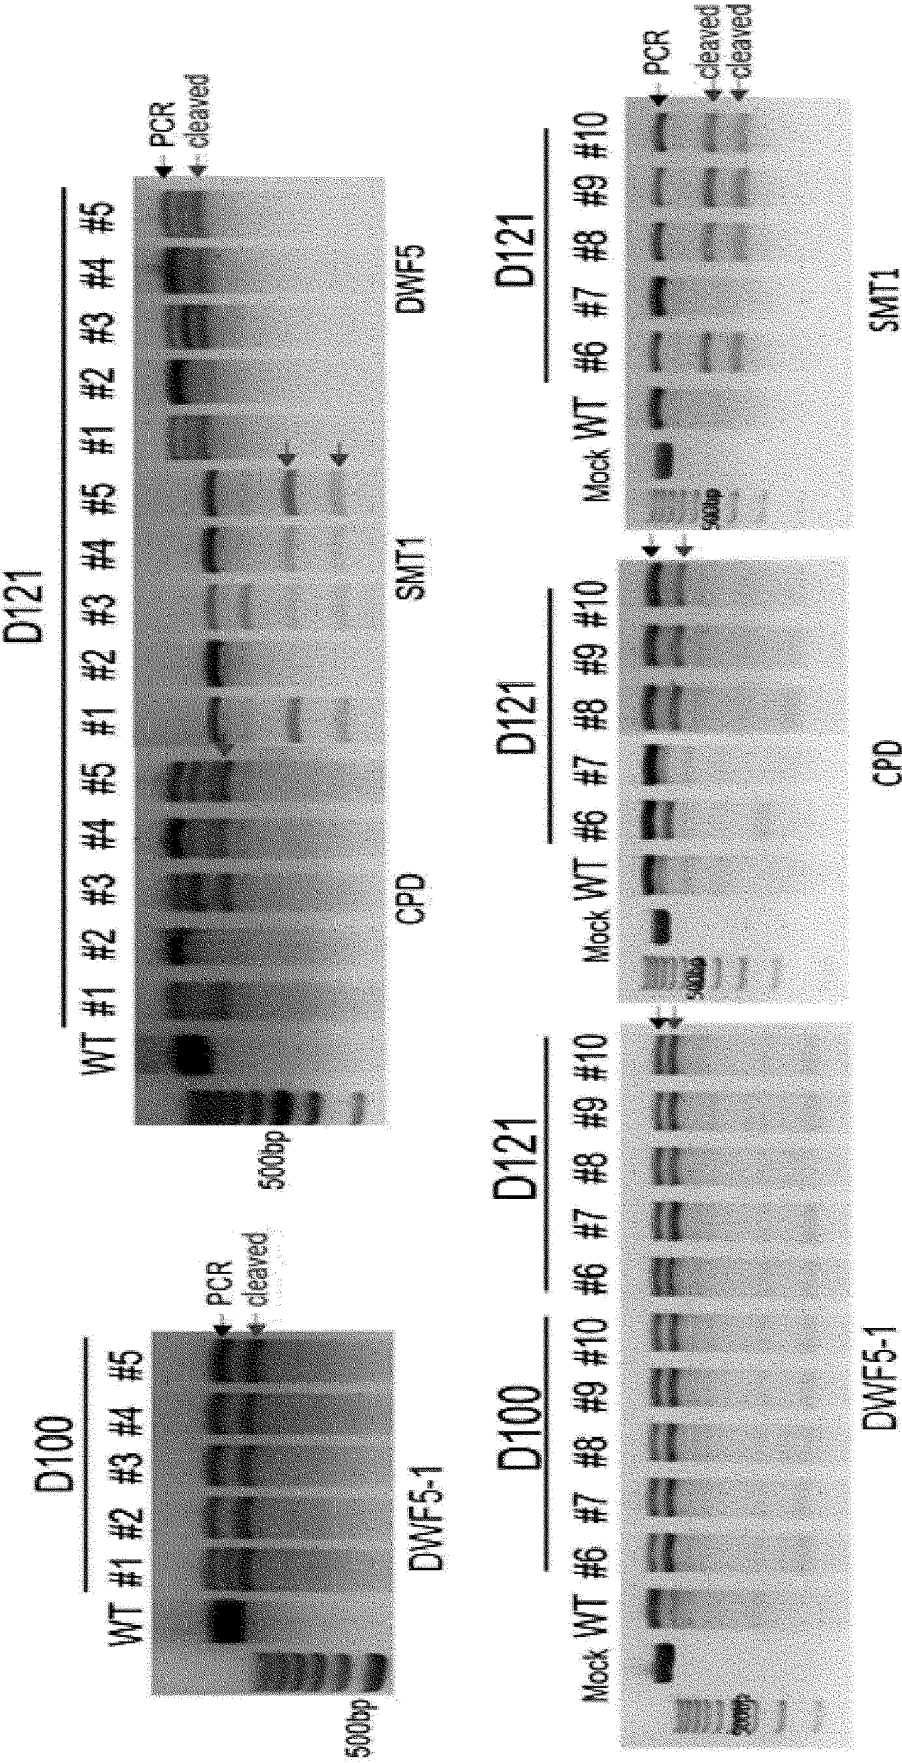 D100
WT #1 #2 #3 #4 #5
PCR
cleaved
500bp
DWF5-1
D121
WT #1 #2 #3 #4 #5 #1 #2 #3 #4 #5 #1 #2 #3 #4 #5
PCR
cleaved
500bp
CPD SMT1 DWF5
D100 D121
Mock WT #6 #7 #8 #9 #10 #6 #7 #8 #9 #10
500bp
DWF5-1
D121
Mock WT #6 #7 #8 #9 #10
500bp
CPD
D121
Mock WT #6 #7 #8 #9 #10
PCR
cleaved
cleaved
500bp
SMT1